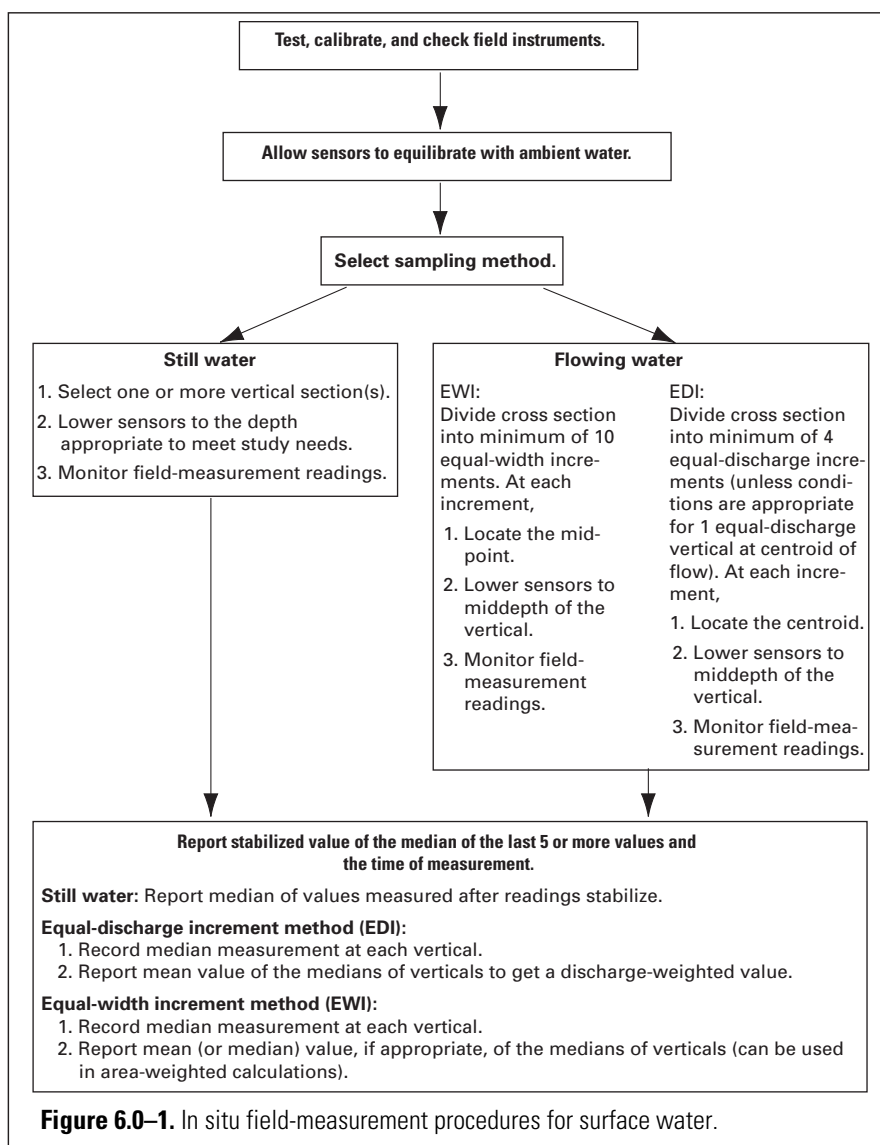 Test, calibrate, and check field instruments.
Allow sensors to equilibrate with ambient water.
Select sampling method.
Still water
1. Select one or more vertical section(s).
2. Lower sensors to the depth
appropriate to meet study needs.
3. Monitor field-measurement readings.
Flowing water
EWI:
Divide cross section
into minimum of 10
equal-width incre-
ments. At each
increment,
1. Locate the mid-
point.
2. Lower sensors to
middepth of the
vertical.
3. Monitor field-
measurement
readings.
EDI:
Divide cross section
into minimum of 4
equal-discharge incre-
ments (unless condi-
tions are appropriate
for 1 equal-discharge
vertical at centroid of
flow). At each incre-
ment,
1. Locate the centroid.
2. Lower sensors to
middepth of the
vertical.
3. Monitor field-mea-
surement readings.
Report stabilized value of the median of the last 5 or more values and
the time of measurement.
Still water: Report median of values measured after readings stabilize.
Equal-discharge increment method (EDI):
1. Record median measurement at each vertical.
2. Report mean value of the medians of verticals to get a discharge-weighted value.
Equal-width increment method (EWI):
1. Record median measurement at each vertical.
2. Report mean (or median) value, if appropriate, of the medians of verticals (can be used
in area-weighted calculations).
Figure 6.0–1. In situ field-measurement procedures for surface water.